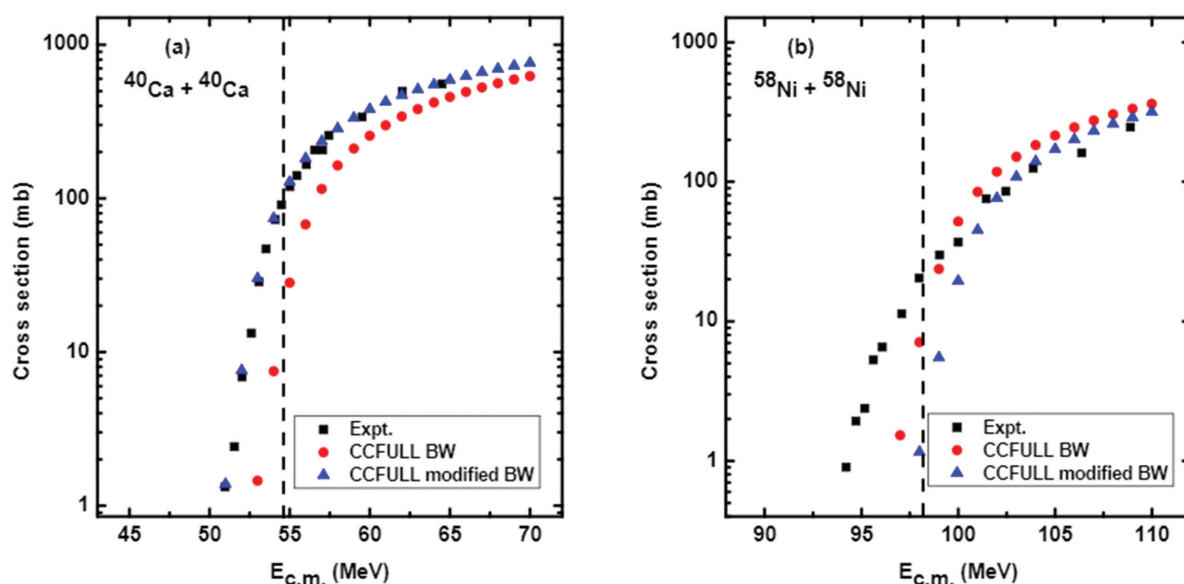 (a)
⁴⁰Ca + ⁴⁰Ca
1000
100
10
1
Cross section (mb)
Expt.
CCFULL BW
CCFULL modified BW
45 50 55 60 65 70
E_c.m. (MeV)
(b)
⁵⁸Ni + ⁵⁸Ni
1000
100
10
1
Cross section (mb)
Expt.
CCFULL BW
CCFULL modified BW
90 95 100 105 110
E_c.m. (MeV)